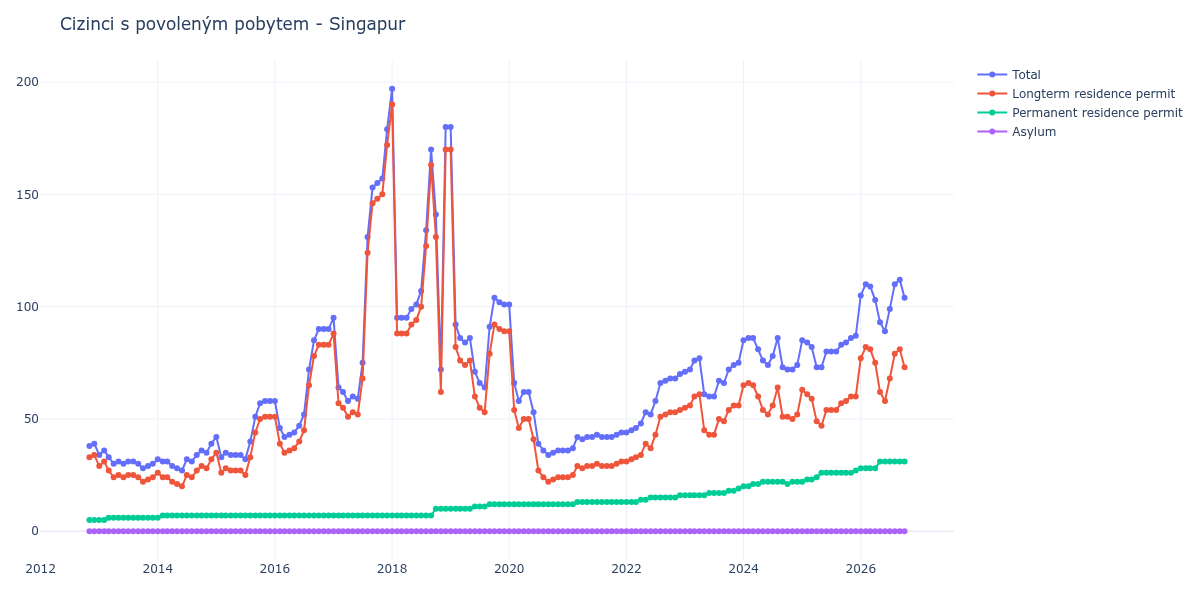 Cizinci s povoleným pobytem - Singapur
Total
Longterm residence permit
Permanent residence permit
Asylum
200
150
100
50
0
2012
2014
2016
2018
2020
2022
2024
2026